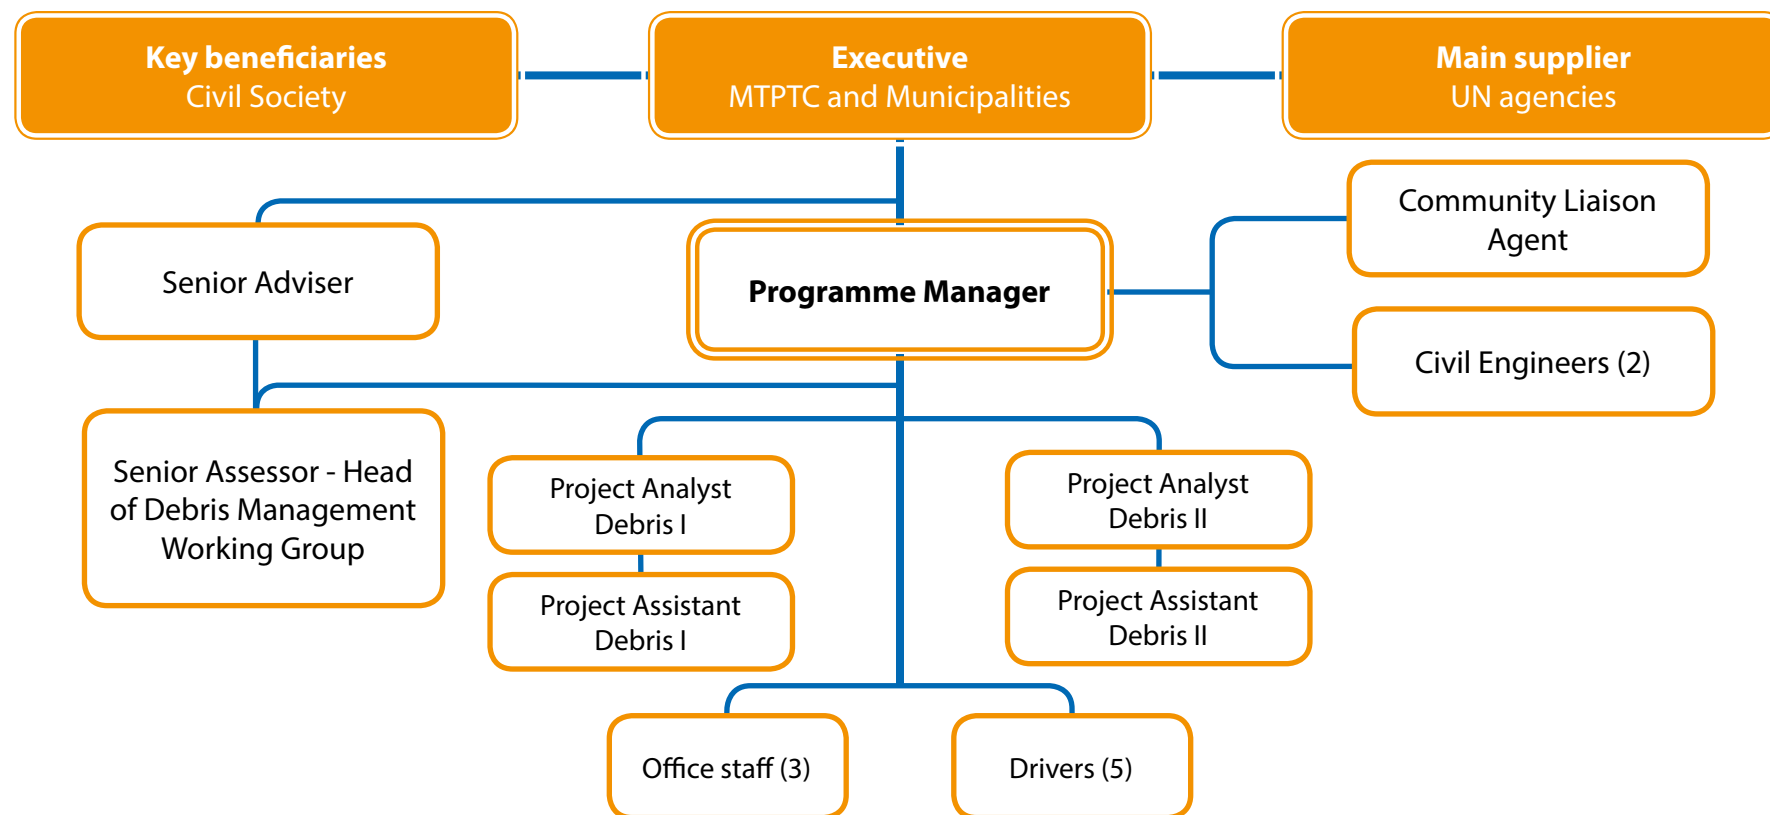 Key beneficiaries
Civil Society
Executive
MTPTC and Municipalities
Main supplier
UN agencies
Community Liaison
Agent
Senior Adviser
Programme Manager
Civil Engineers (2)
Senior Assessor - Head
of Debris Management
Working Group
Project Analyst
Debris I
Project Analyst
Debris II
Project Assistant
Debris I
Project Assistant
Debris II
Office staff (3)
Drivers (5)